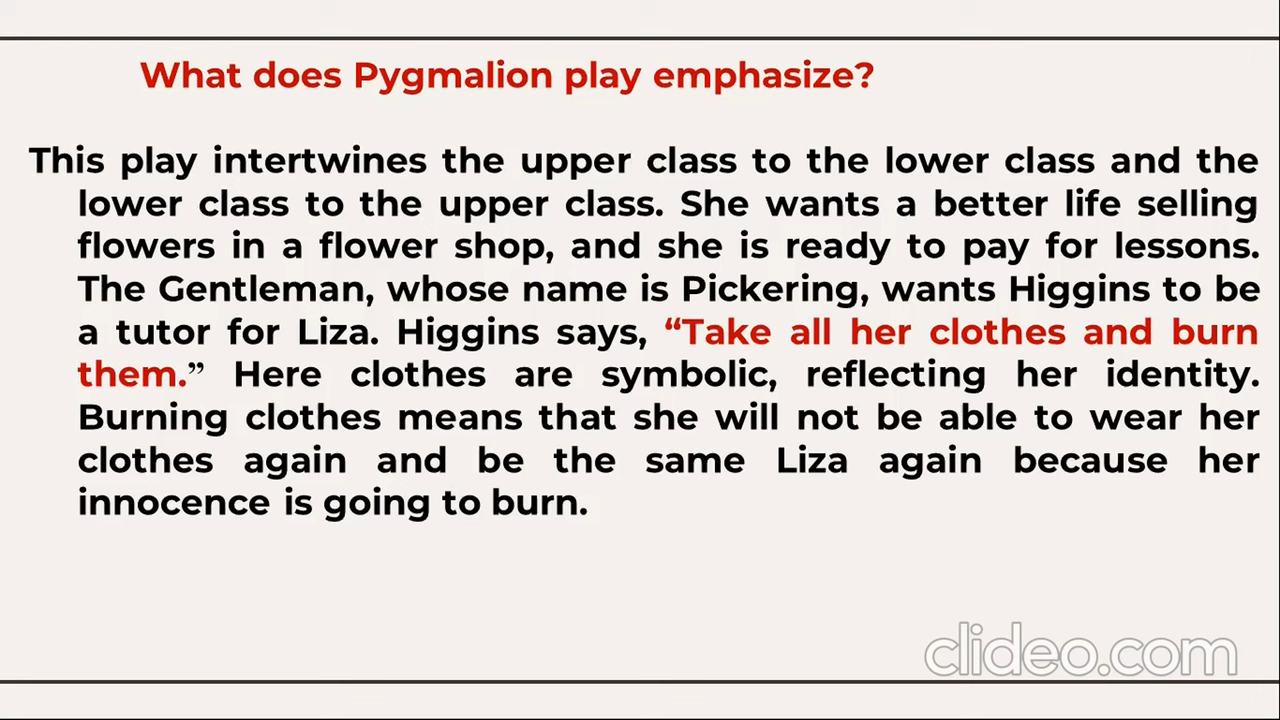 What does Pygmalion play emphasize?
This play intertwines the upper class to the lower class and the
lower class to the upper class. She wants a better life selling
flowers in a flower shop, and she is ready to pay for lessons.
The Gentleman, whose name is Pickering, wants Higgins to be
a tutor for Liza. Higgins says, “Take all her clothes and burn
them.” Here clothes are symbolic, reflecting her identity.
Burning clothes means that she will not be able to wear her
clothes again and be the same Liza again because her
innocence is going to burn.
clideo.com